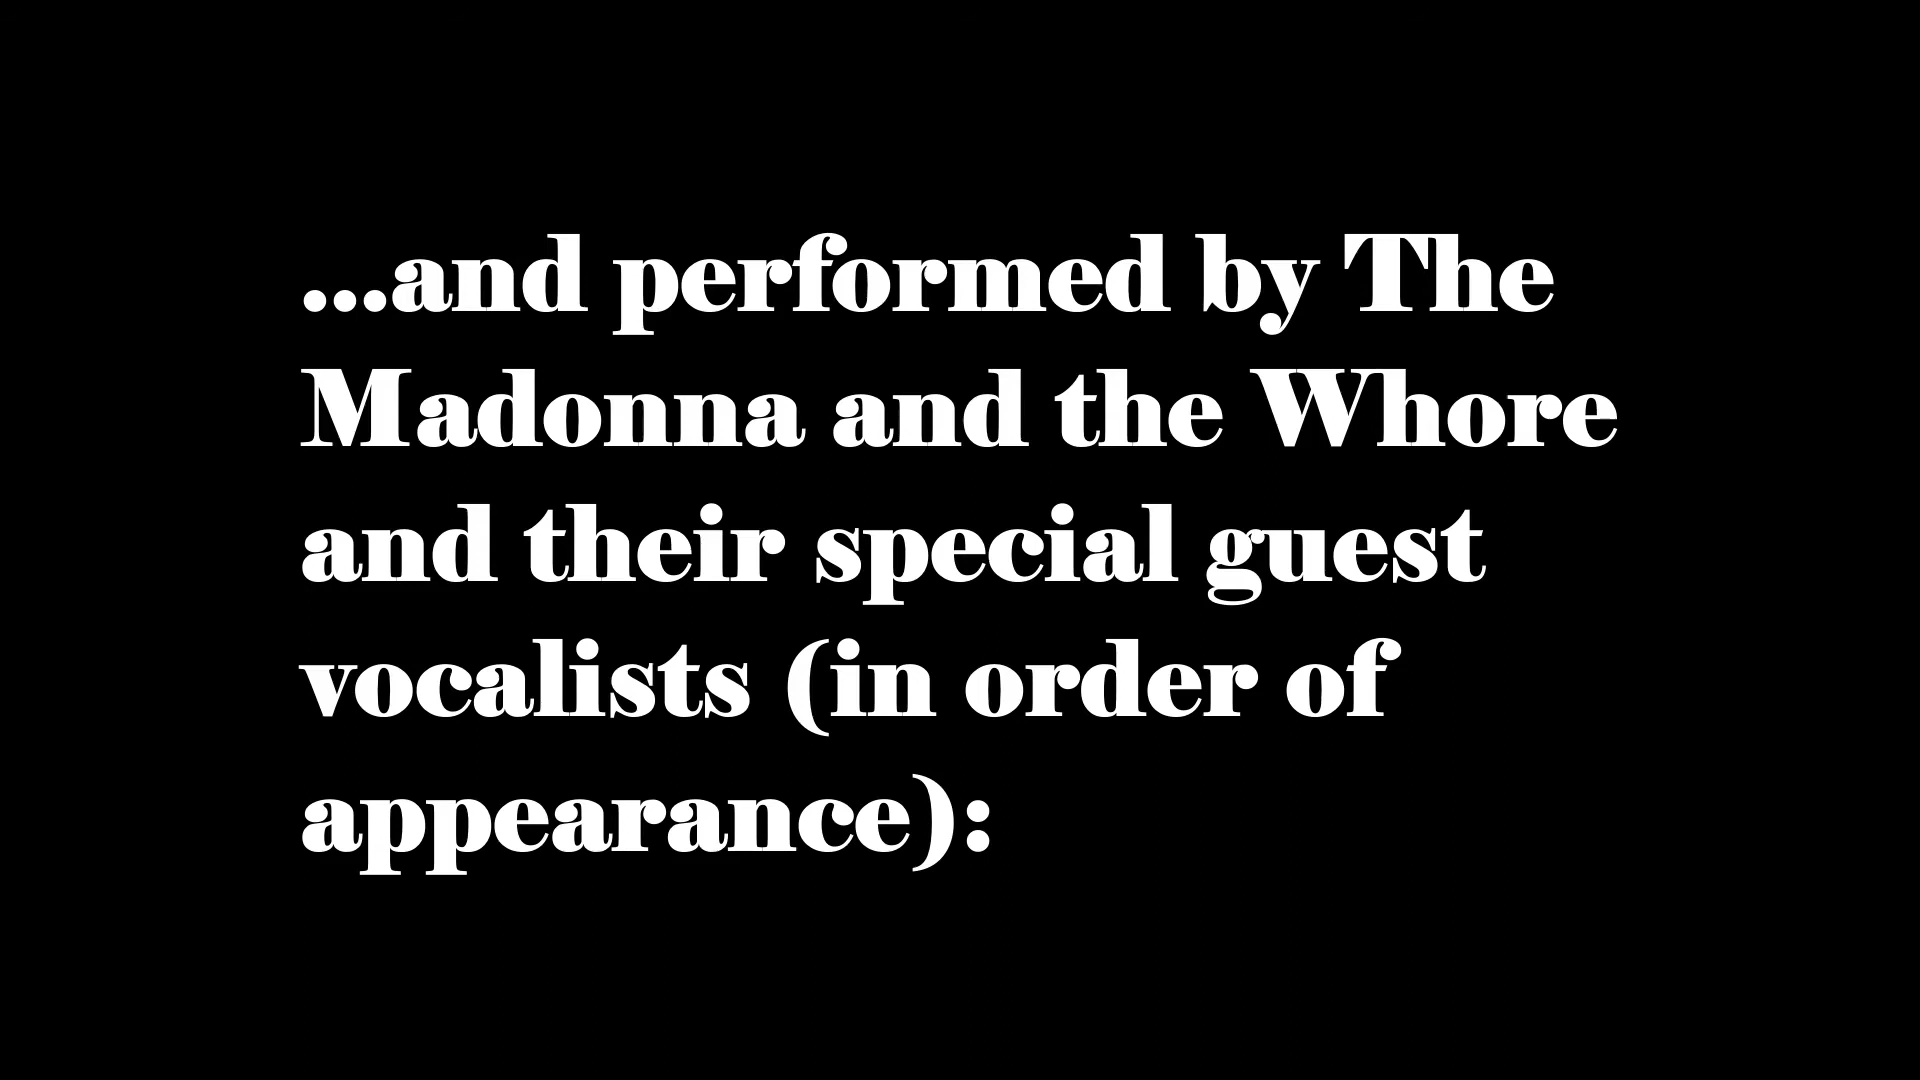 ...and performed by The
Madonna and the Whore
and their special guest
vocalists (in order of
appearance):